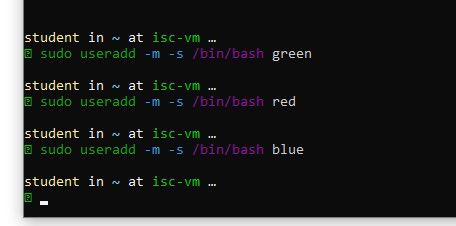 student in ~ at isc-vm …
sudo useradd -m -s /bin/bash green
student in ~ at isc-vm …
sudo useradd -m -s /bin/bash red
student in ~ at isc-vm …
sudo useradd -m -s /bin/bash blue
student in ~ at isc-vm …